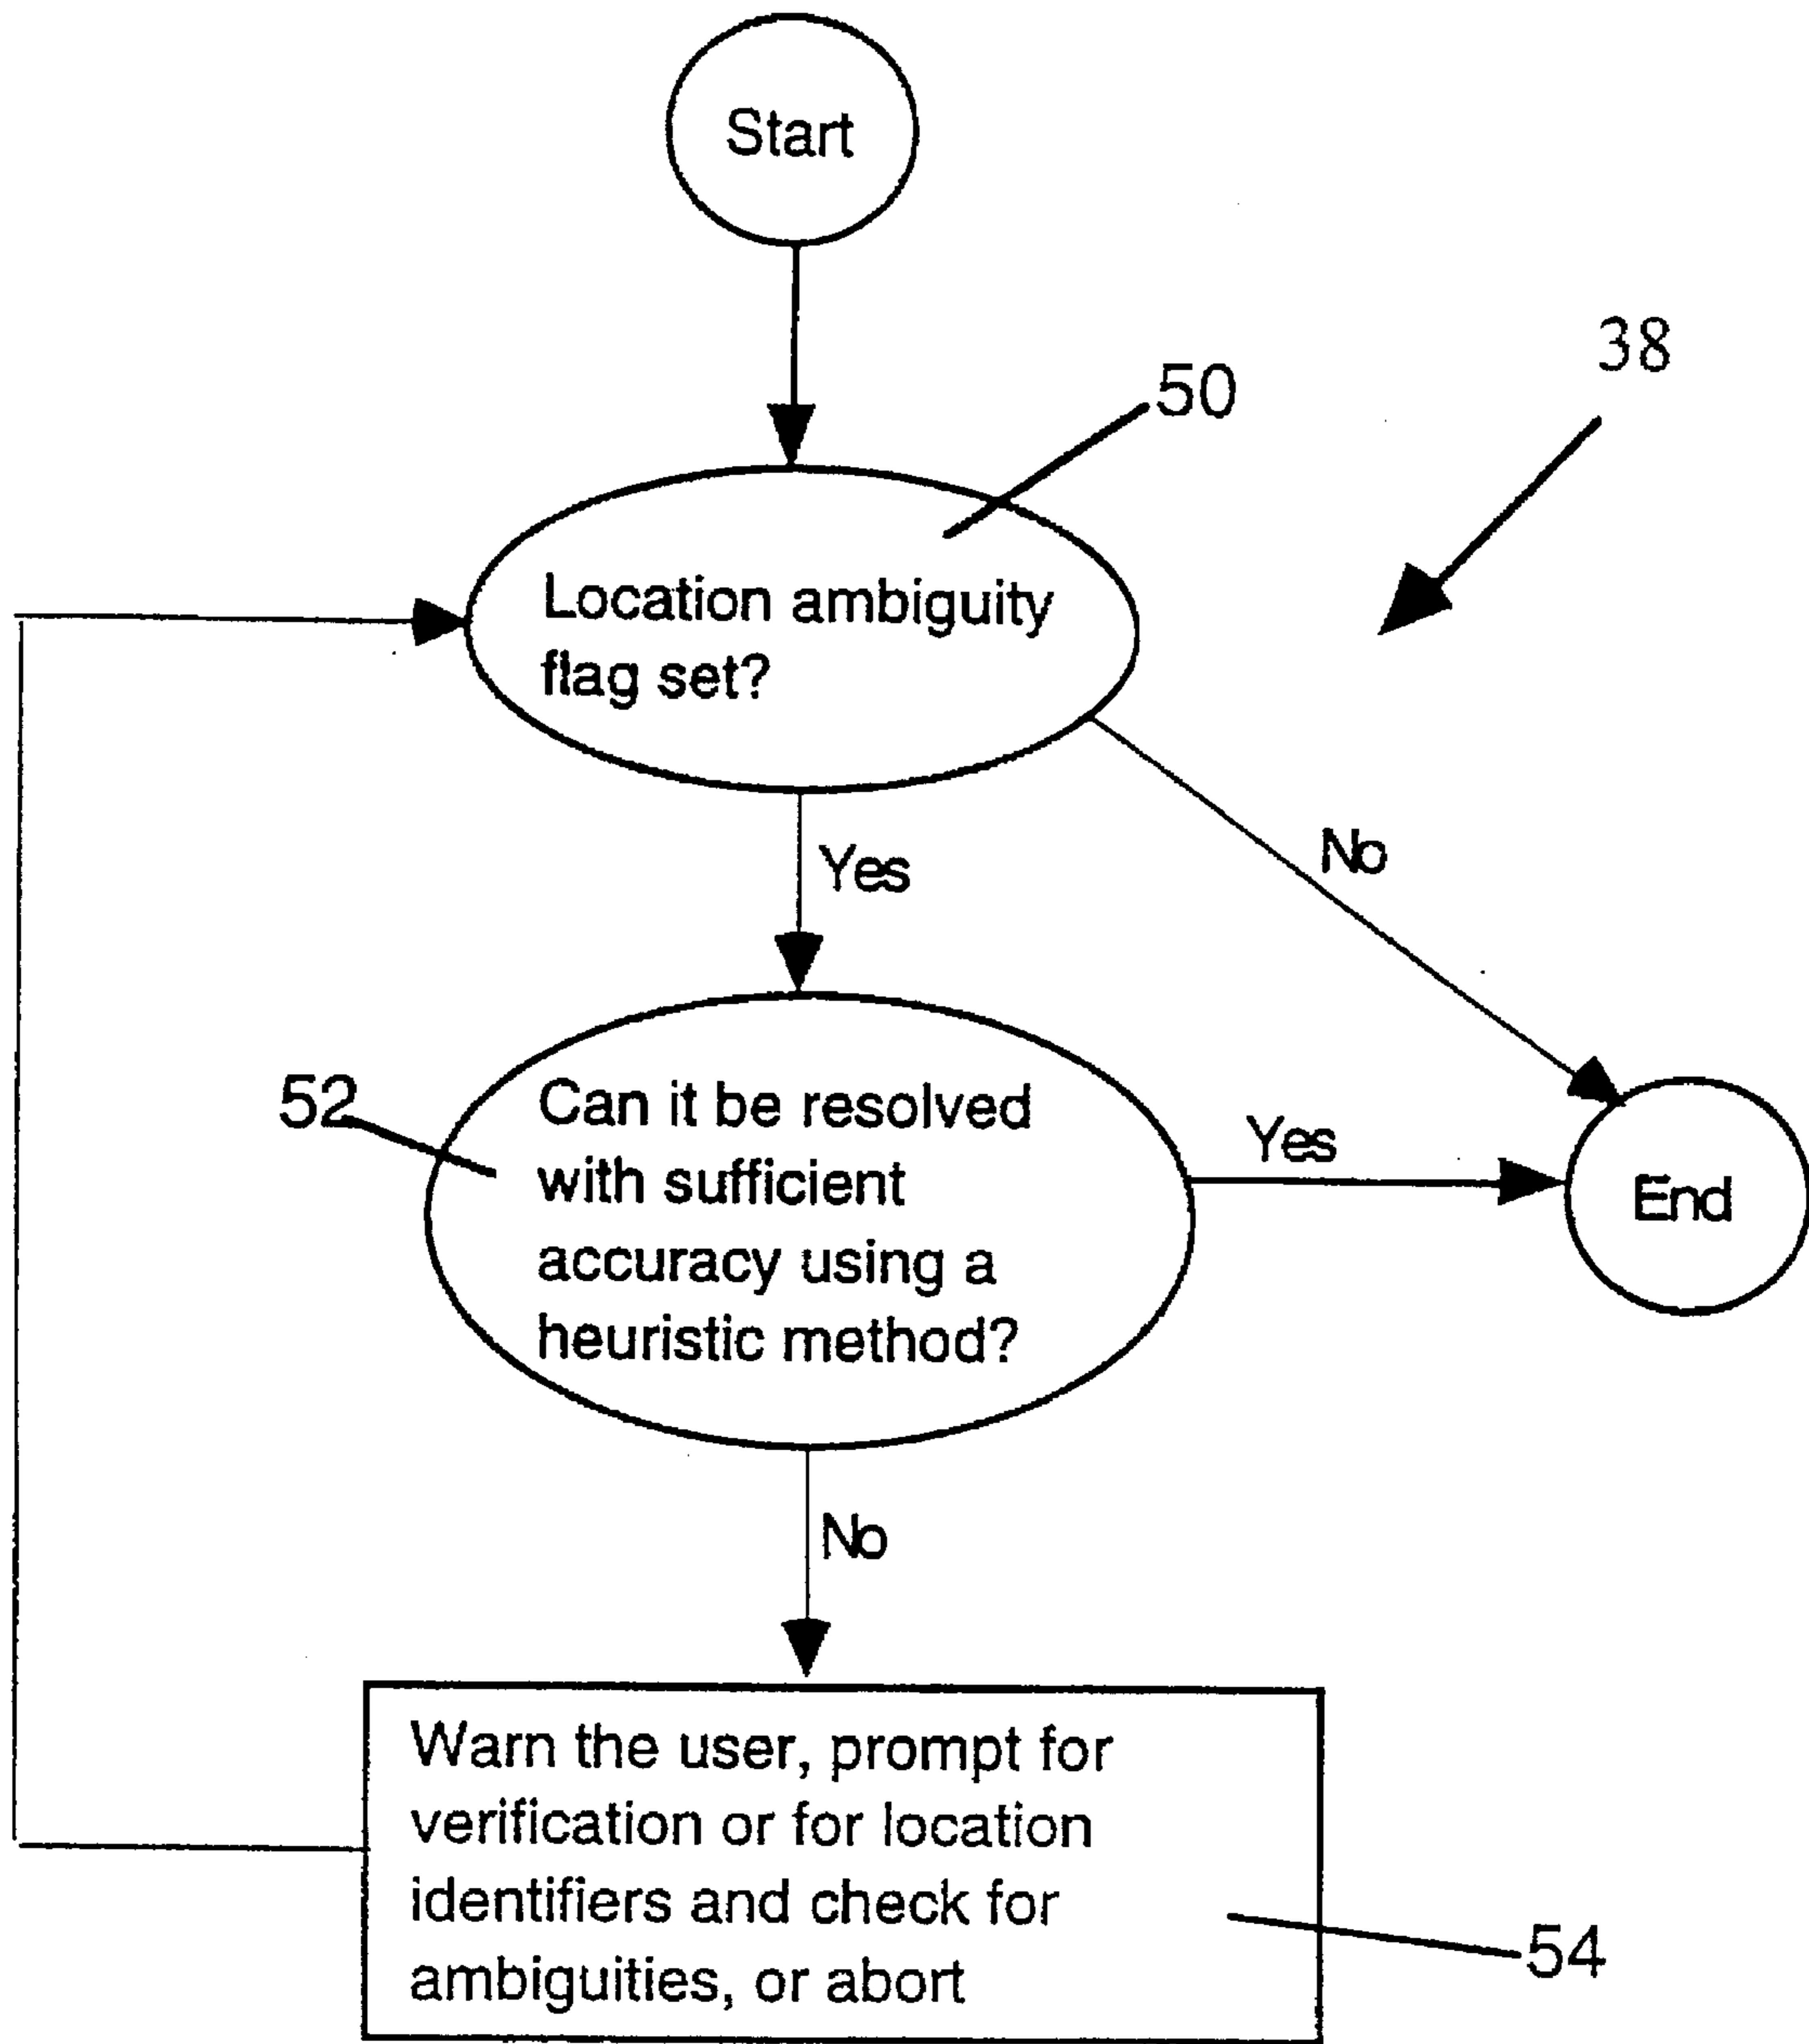 Start
38
50
Location ambiguity
flag set?
Yes
No
52
Can it be resolved
with sufficient
accuracy using a
heuristic method?
Yes
End
No
Warn the user, prompt for
verification or for location
identifiers and check for
ambiguities, or abort
54